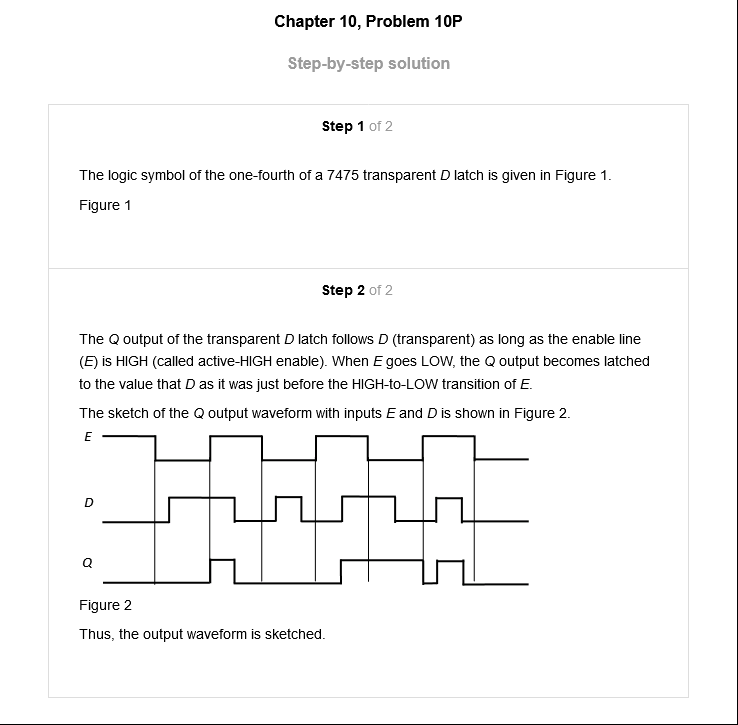 Chapter 10, Problem 10P
Step-by-step solution
Step 1 of 2
The logic symbol of the one-fourth of a 7475 transparent D latch is given in Figure 1.
Figure 1
Step 2 of 2
The Q output of the transparent D latch follows D (transparent) as long as the enable line
(E) is HIGH (called active-HIGH enable). When E goes LOW, the Q output becomes latched
to the value that D as it was just before the HIGH-to-LOW transition of E.
The sketch of the Q output waveform with inputs E and D is shown in Figure 2.
E
D
Q
Figure 2
Thus, the output waveform is sketched.